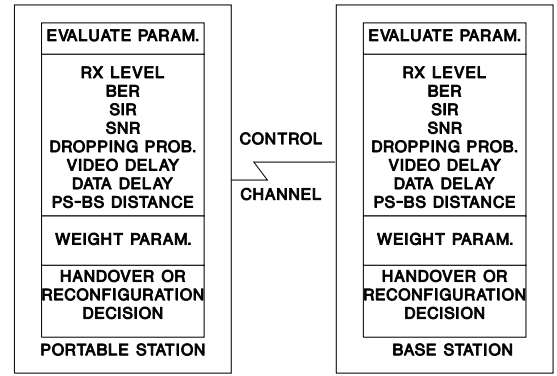 EVALUATE PARAM.
RX LEVEL
BER
SIR
SNR
DROPPING PROB.
VIDEO DELAY
DATA DELAY
PS-BS DISTANCE
WEIGHT PARAM.
HANDOVER OR
RECONFIGURATION
DECISION
PORTABLE STATION
CONTROL
CHANNEL
EVALUATE PARAM.
RX LEVEL
BER
SIR
SNR
DROPPING PROB.
VIDEO DELAY
DATA DELAY
PS-BS DISTANCE
WEIGHT PARAM.
HANDOVER OR
RECONFIGURATION
DECISION
BASE STATION